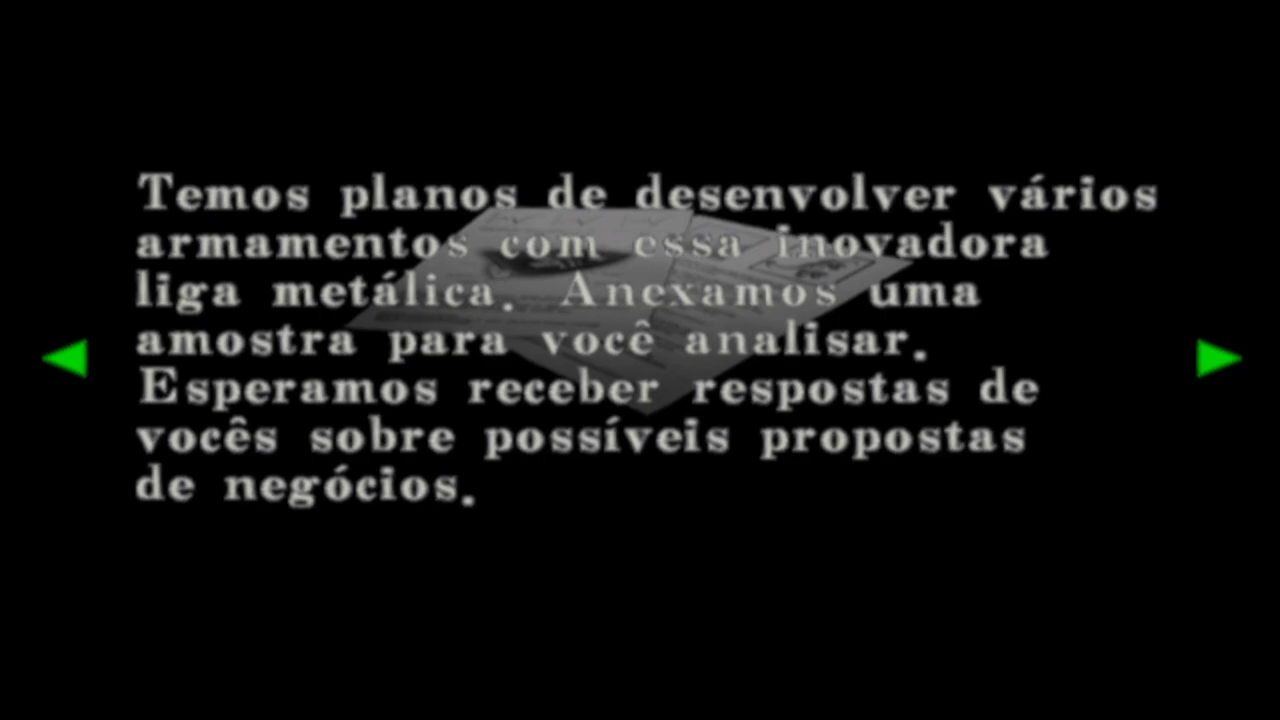 Temos planos de desenvolver vários
armamentos com essa inovadora
liga metálica. Anexamos uma
amostra para você analisar.
Esperamos receber respostas de
vocês sobre possíveis propostas
de negócios.